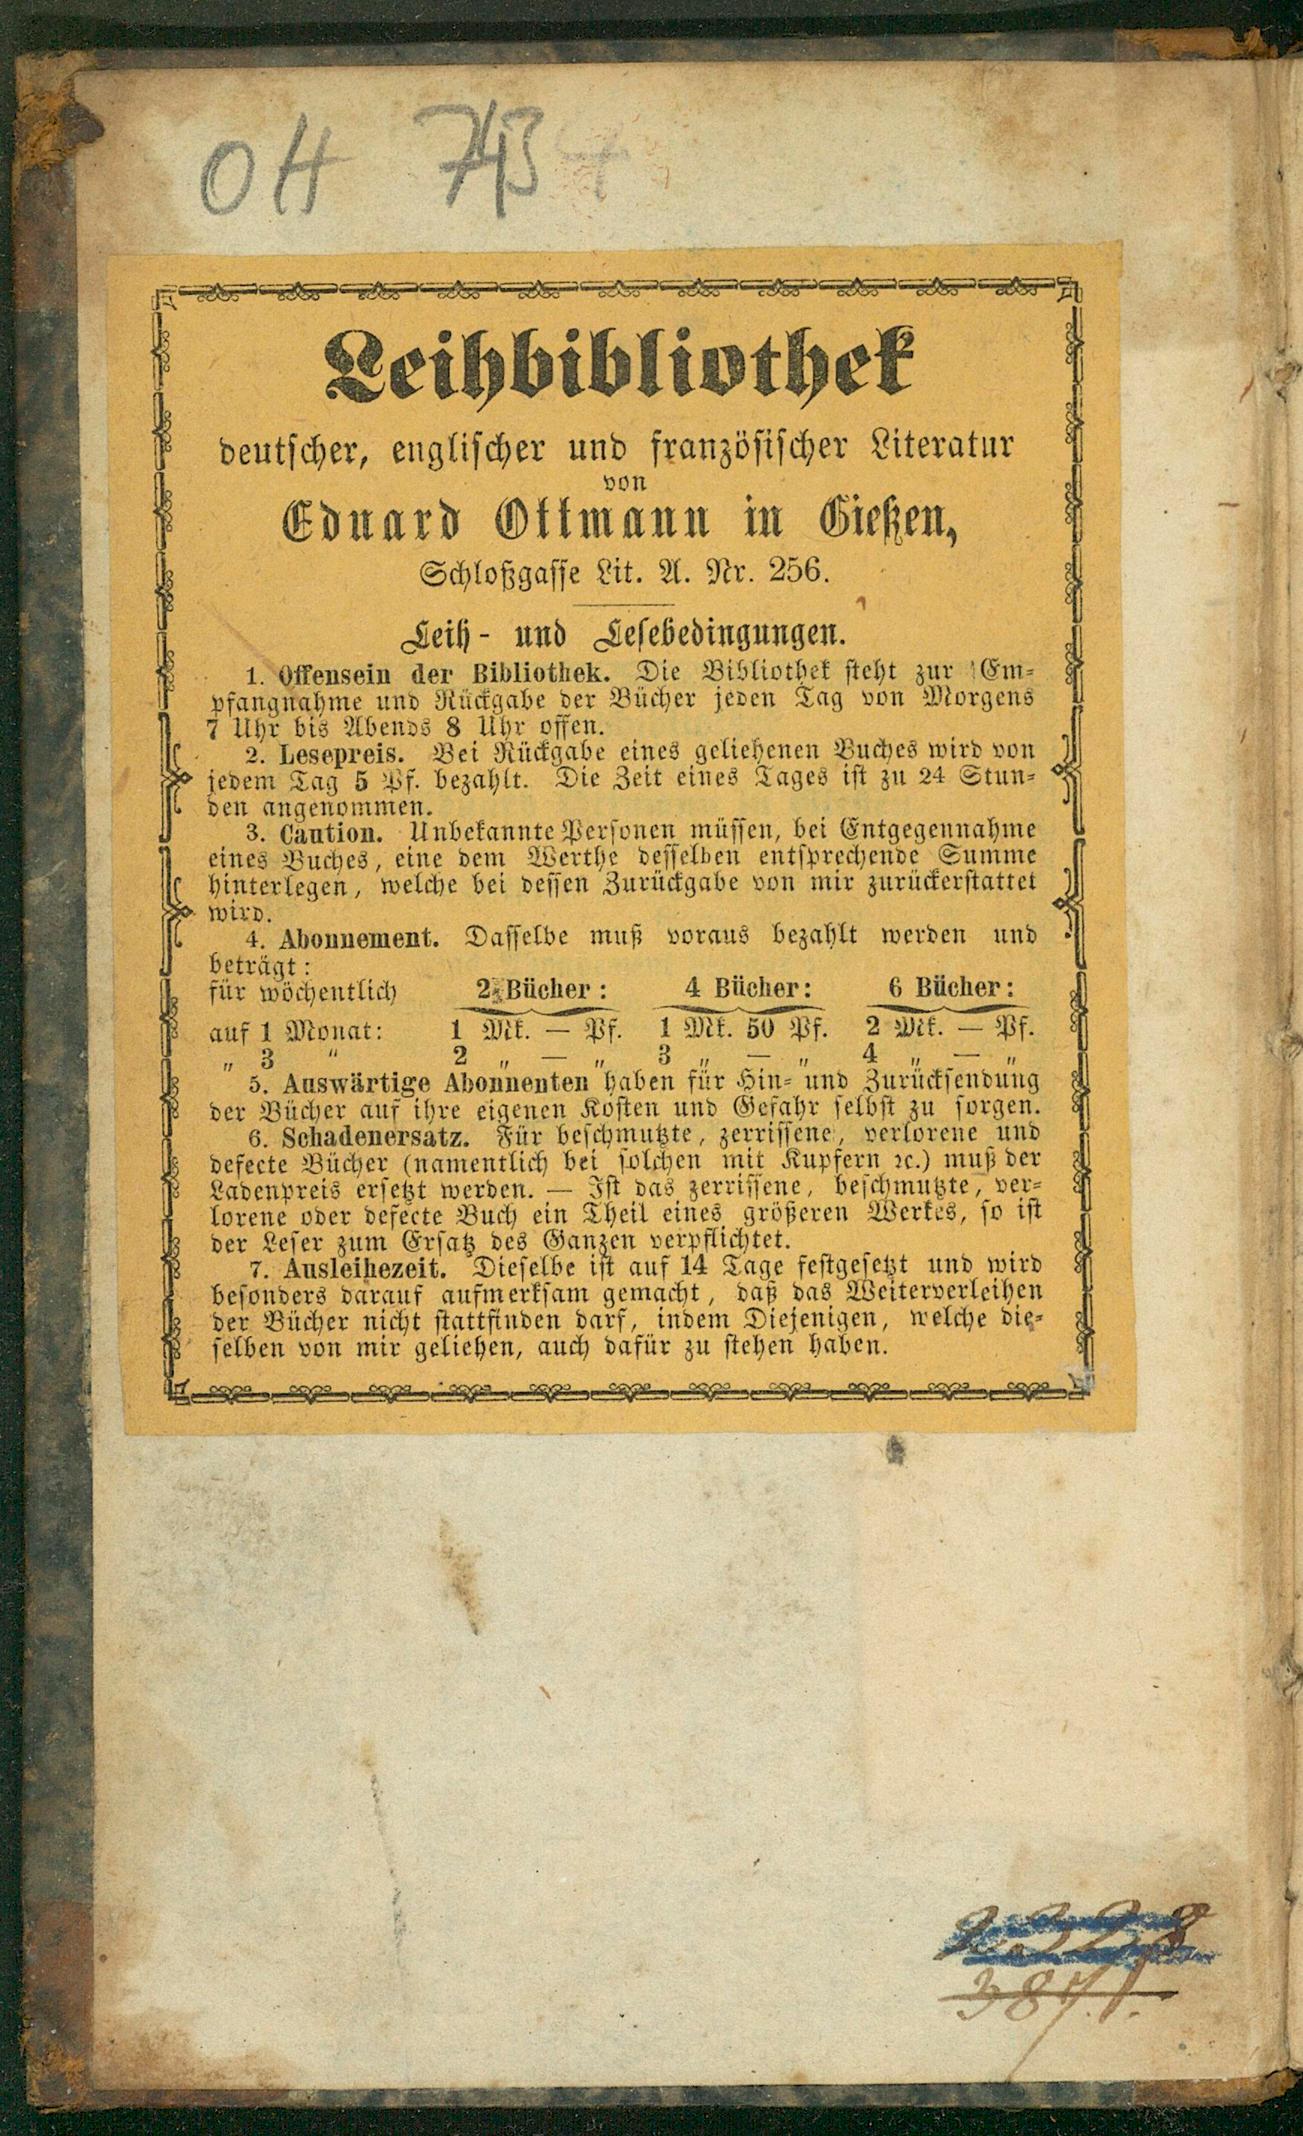 OH 743
Leihbibliothek
deutscher, englischer und französischer Literatur
von
Eduard Ottmann in Gießen,
Schloßgasse Lit. A. Nr. 256.
Leih- und Lesebedingungen.
1. Offensein der Bibliothek. Die Bibliothek steht zur Em-
pfangnahme und Rückgabe der Bücher jeden Tag von Morgens
7 Uhr bis Abends 8 Uhr offen.
2. Lesepreis. Bei Rückgabe eines geliehenen Buches wird von
jedem Tag 5 Pf. bezahlt. Die Zeit eines Tages ist zu 24 Stun-
den angenommen.
3. Caution. Unbekannte Personen müssen, bei Entgegennahme
eines Buches, eine dem Werthe desselben entsprechende Summe
hinterlegen, welche bei dessen Zurückgabe von mir zurückerstattet
wird.
4. Abonnement. Dasselbe muß voraus bezahlt werden und
beträgt:
für wöchentlich 2 Bücher: 4 Bücher: 6 Bücher:
auf 1 Monat: 1 Mk. — Pf. 1 Mk. 50 Pf. 2 Mk. — Pf.
„ 3 " 2 „ — „ 3 „ — „ 4 „ — „
5. Auswärtige Abonnenten haben für Hin- und Zurücksendung
der Bücher auf ihre eigenen Kosten und Gefahr selbst zu sorgen.
6. Schadenersatz. Für beschmutzte, zerrissene, verlorene und
defecte Bücher (namentlich bei solchen mit Kupfern ꝛc.) muß der
Ladenpreis ersetzt werden. — Ist das zerrissene, beschmutzte, ver-
lorene oder defecte Buch ein Theil eines größeren Werkes, so ist
der Leser zum Ersatz des Ganzen verpflichtet.
7. Ausleihezeit. Dieselbe ist auf 14 Tage festgesetzt und wird
besonders darauf aufmerksam gemacht, daß das Weiterverleihen
der Bücher nicht stattfinden darf, indem Diejenigen, welche die-
selben von mir geliehen, auch dafür zu stehen haben.